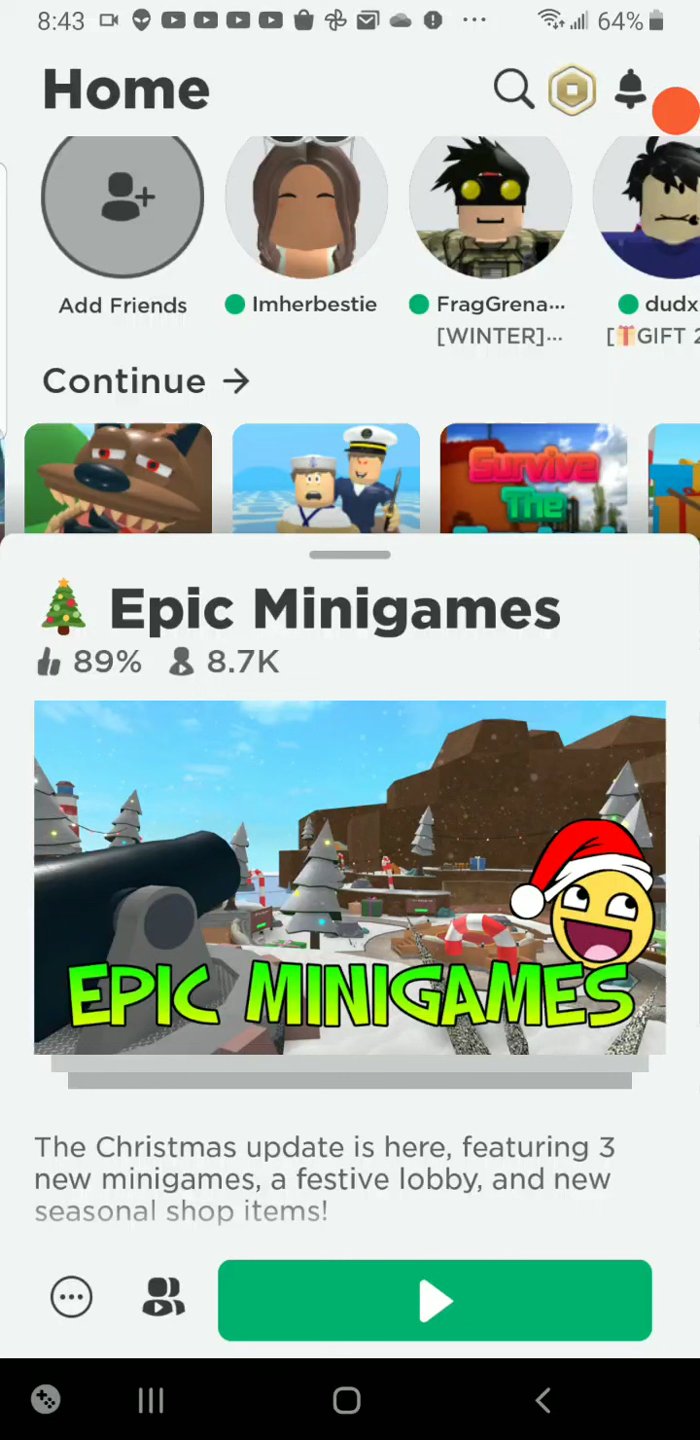 8:43
64%
Home
Add Friends
Imherbestie
FragGrena...
dudx
[WINTER]...
[🎁GIFT 2
Continue →
Survive
The
🎄 Epic Minigames
89% 8.7K
EPIC MINIGAMES
The Christmas update is here, featuring 3
new minigames, a festive lobby, and new
seasonal shop items!